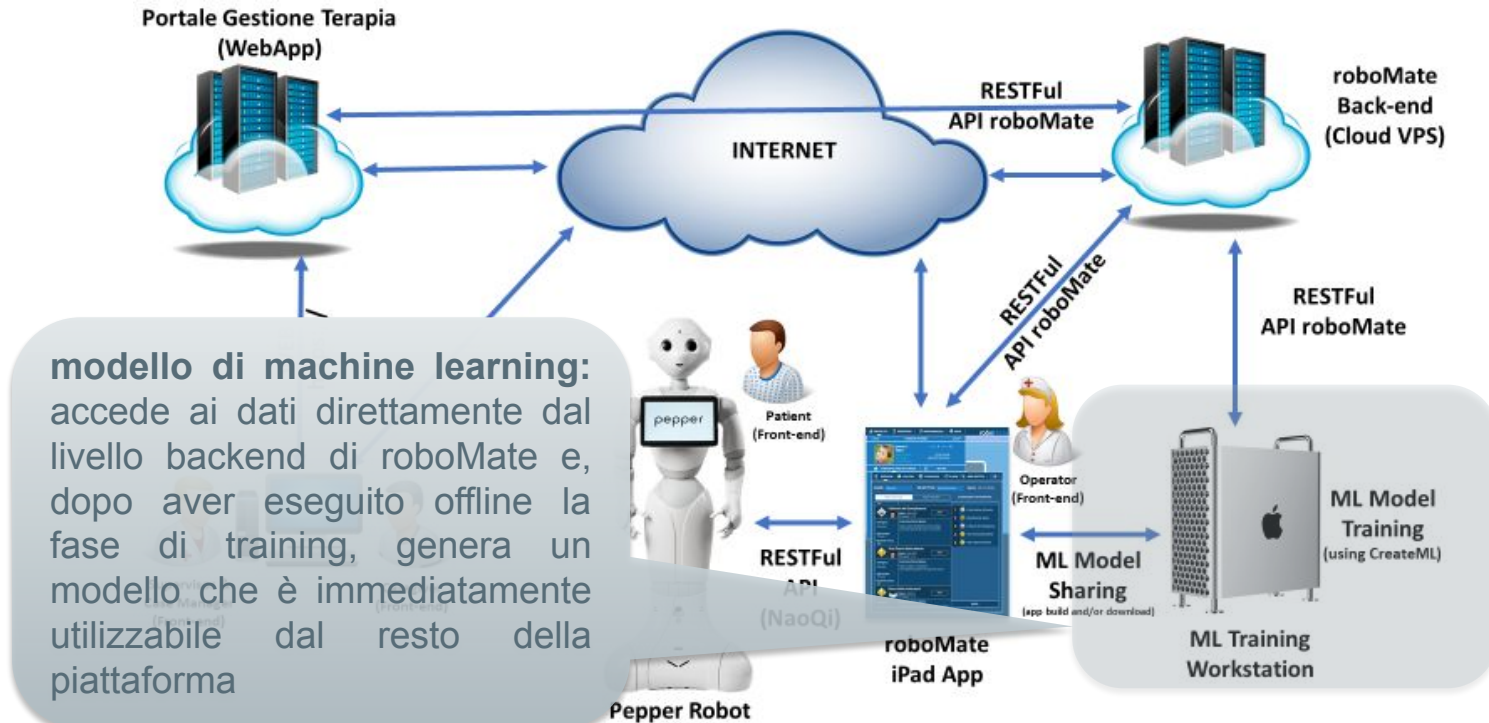 Portale Gestione Terapia
(WebApp)
INTERNET
RESTFul
API roboMate
roboMate
Back-end
(Cloud VPS)
RESTFul
API roboMate
RESTFul
API roboMate
modello di machine learning:
accede ai dati direttamente dal
livello backend di roboMate e,
dopo aver eseguito offline la
fase di training, genera un
modello che è immediatamente
utilizzabile dal resto della
piattaforma
pepper
Patient
(Front-end)
Operator
(Front-end)
RESTFul
API
(NaoQi)
ML Model
Sharing
(app build and/or download)
ML Model
Training
(using CreateML)
roboMate
iPad App
ML Training
Workstation
Pepper Robot